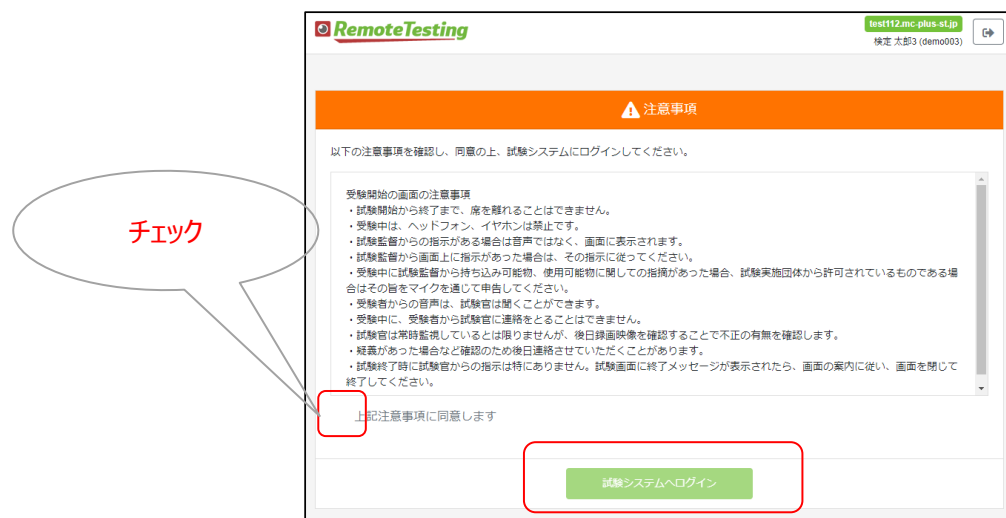 RemoteTesting
test112.mc-plus-st.jp
検定 太郎3 (demo003)
注意事項
以下の注意事項を確認し、同意の上、試験システムにログインしてください。
受験開始の画面の注意事項
・試験開始から終了まで、席を離れることはできません。
・受験中は、ヘッドフォン、イヤホンは禁止です。
・試験監督からの指示がある場合は音声ではなく、画面に表示されます。
・試験監督から画面上に指示があった場合は、その指示に従ってください。
・受験中に試験監督から持ち込み可能物、使用可能物に関しての指摘があった場合、試験実施団体から許可されているものである場
合はその旨をマイクを通じて申告してください。
・受験者からの音声は、試験官は聞くことができます。
・受験中に、受験者から試験官に連絡をとることはできません。
・試験官は常時監視しているとは限りませんが、後日録画映像を確認することで不正の有無を確認します。
・疑義があった場合など確認のため後日連絡させていただくことがあります。
・試験終了時に試験官からの指示は特にありません。試験画面に終了メッセージが表示されたら、画面の案内に従い、画面を閉じて
終了してください。
チェック
上記注意事項に同意します
試験システムへログイン